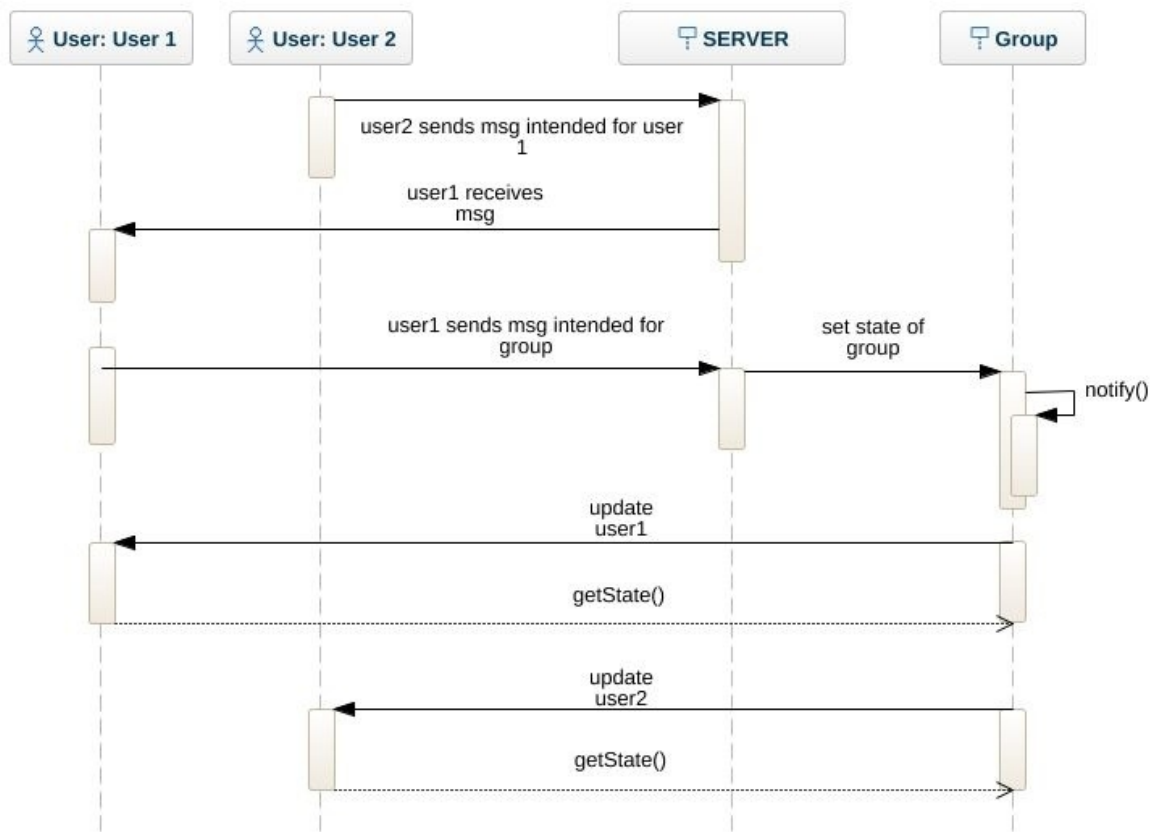 User: User 1
User: User 2
SERVER
Group
user2 sends msg intended for user
1
user1 receives
msg
user1 sends msg intended for
group
set state of
group
notify()
update
user1
getState()
update
user2
getState()